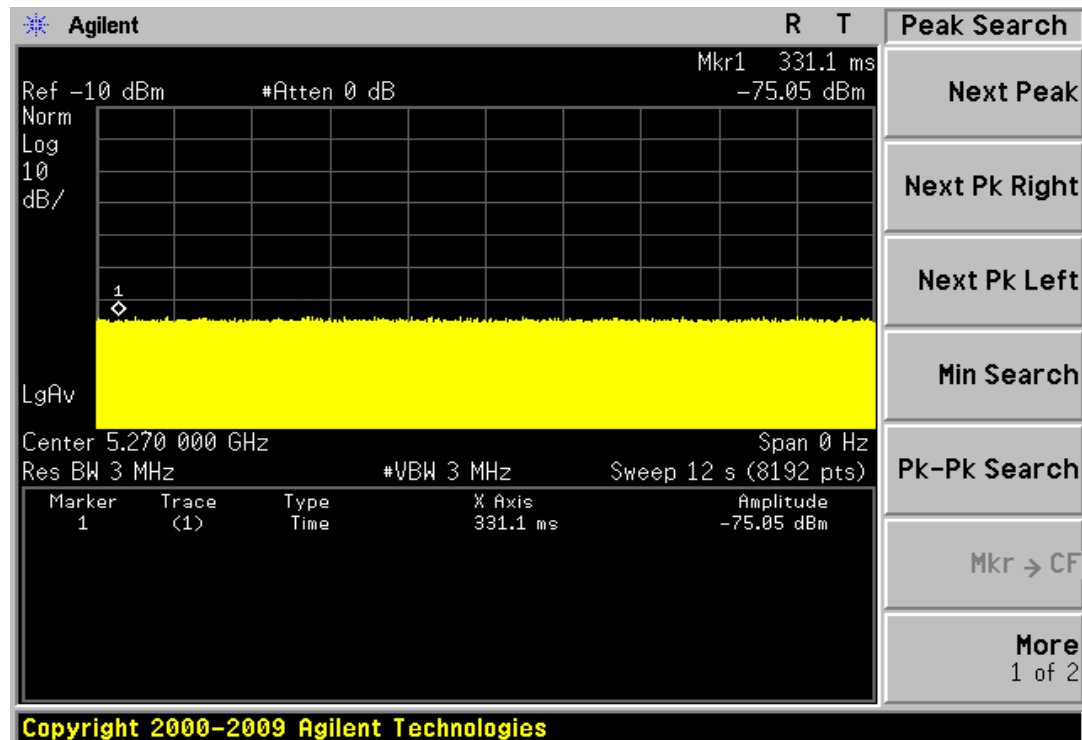 Agilent R T Peak Search
Mkr1 331.1 ms
Ref -10 dBm #Atten 0 dB -75.05 dBm
Norm
Log
10
dB/
1
LgAv
Center 5.270 000 GHz Span 0 Hz
Res BW 3 MHz #VBW 3 MHz Sweep 12 s (8192 pts)
Marker Trace Type X Axis Amplitude
1 (1) Time 331.1 ms -75.05 dBm
Next Peak
Next Pk Right
Next Pk Left
Min Search
Pk-Pk Search
Mkr → CF
More
1 of 2
Copyright 2000-2009 Agilent Technologies